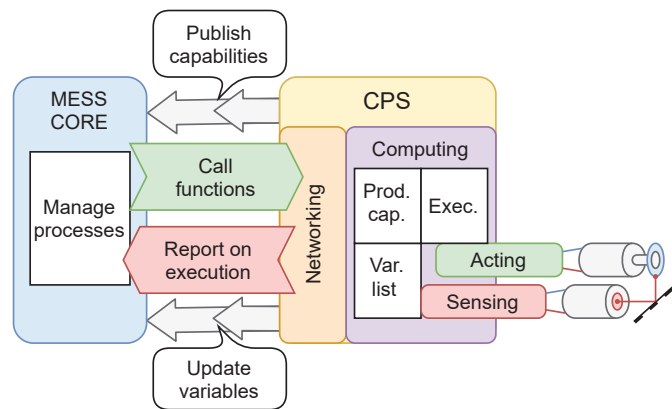 Publish
capabilities
MESS
CORE
CPS
Call
functions
Computing
Manage
processes
Networking
Prod.
cap.
Exec.
Report on
execution
Var.
list
Acting
Sensing
Update
variables